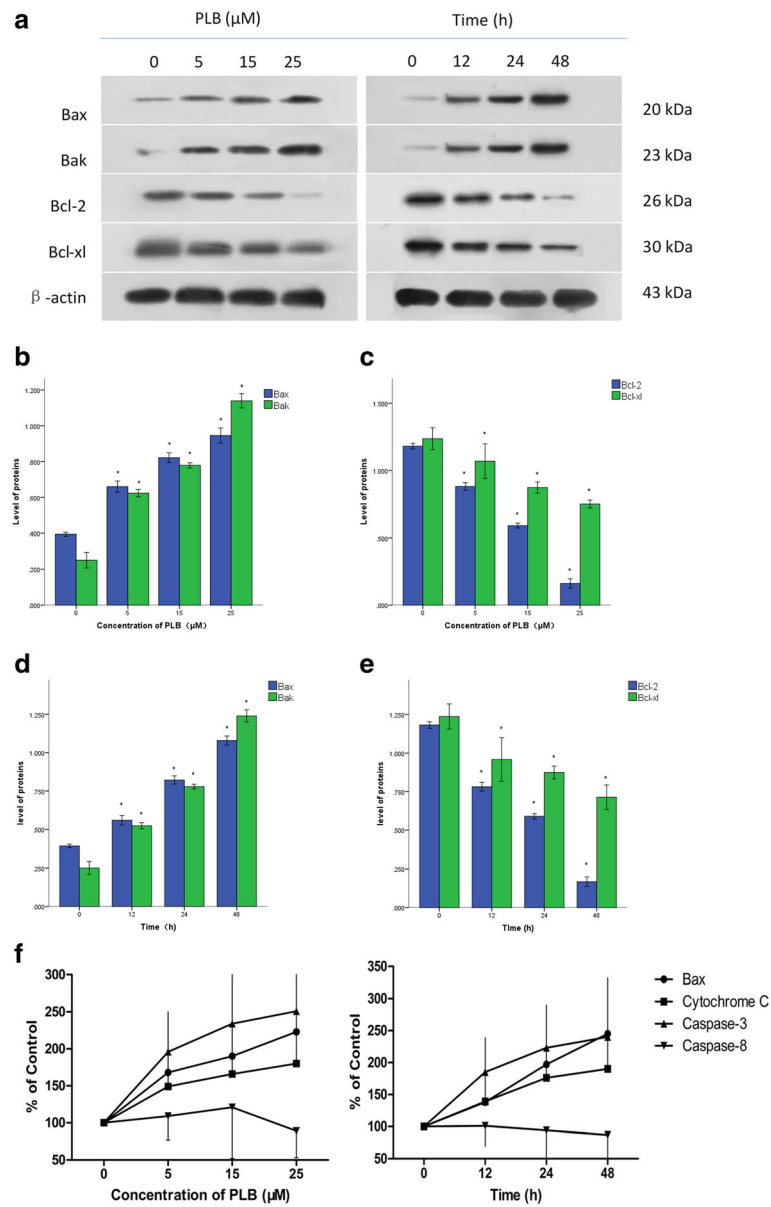 a
PLB (µM) Time (h)
0 5 15 25 0 12 24 48
Bax 20 kDa
Bak 23 kDa
Bcl-2 26 kDa
Bcl-xl 30 kDa
β-actin 43 kDa
b
Level of proteins
1.200
1.000
.800
.600
.400
.200
.000
* * * * * *
Bax
Bak
0 5 15 25
Concentration of PLB (µM)
c
Level of proteins
1.500
1.000
.500
.000
* * * * * *
Bcl-2
Bcl-xl
0 5 15 25
Concentration of PLB (µM)
d
level of proteins
1.250
1.000
.750
.500
.250
.000
* * * * * *
Bax
Bak
0 12 24 48
Time (h)
e
level of proteins
1.250
1.000
.750
.500
.250
.000
* * * * * *
Bcl-2
Bcl-xl
0 12 24 48
Time (h)
f
% of Control
300
250
200
150
100
50
0 5 15 25
Concentration of PLB (µM)
% of Control
350
300
250
200
150
100
50
0 12 24 48
Time (h)
Bax
Cytochrome C
Caspase-3
Caspase-8